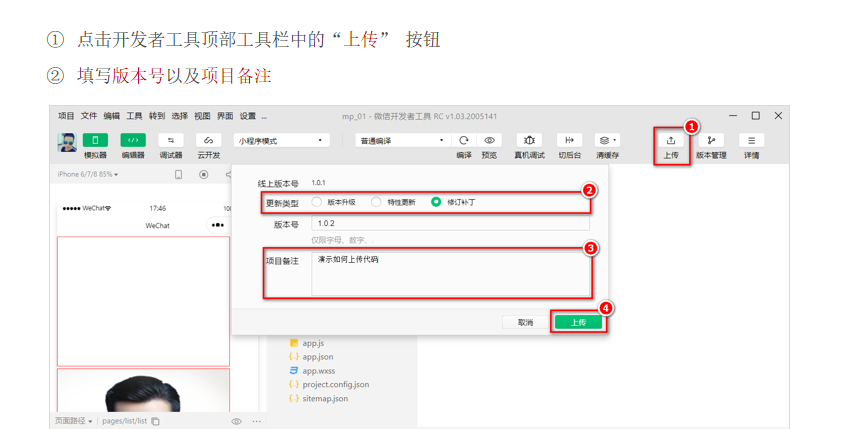 ① 点击开发者工具顶部工具栏中的“上传” 按钮
② 填写版本号以及项目备注
项目 文件 编辑 工具 转到 选择 视图 界面 设置 ...
mp_01 - 微信开发者工具 RC v1.03.2005141
1
小程序模式
普通编译
模拟器 编辑器 调试器 云开发
编译 预览 真机调试 切后台 清缓存
上传 版本管理 详情
iPhone 6/7/8 85%
线上版本号 1.0.1
2
更新类型 版本升级 特性更新 修订补丁
WeChat 17:46 100
WeChat
版本号 1.0.2
仅限字母、数字、.
3
项目备注 演示如何上传代码
4
取消 上传
app.js
{..} app.json
app.wxss
{..} project.config.json
{..} sitemap.json
页面路径 pages/list/list